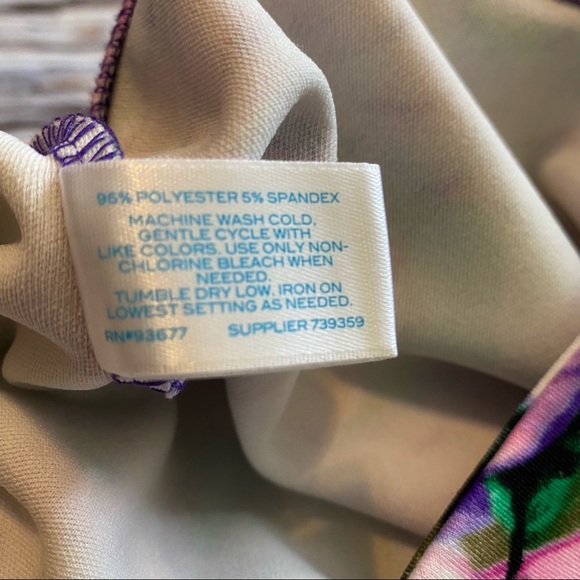 95% POLYESTER 5% SPANDEX
MACHINE WASH COLD,
GENTLE CYCLE WITH
LIKE COLORS. USE ONLY NON-
CHLORINE BLEACH WHEN
NEEDED.
TUMBLE DRY LOW. IRON ON
LOWEST SETTING AS NEEDED.
RN#93677 SUPPLIER 739359